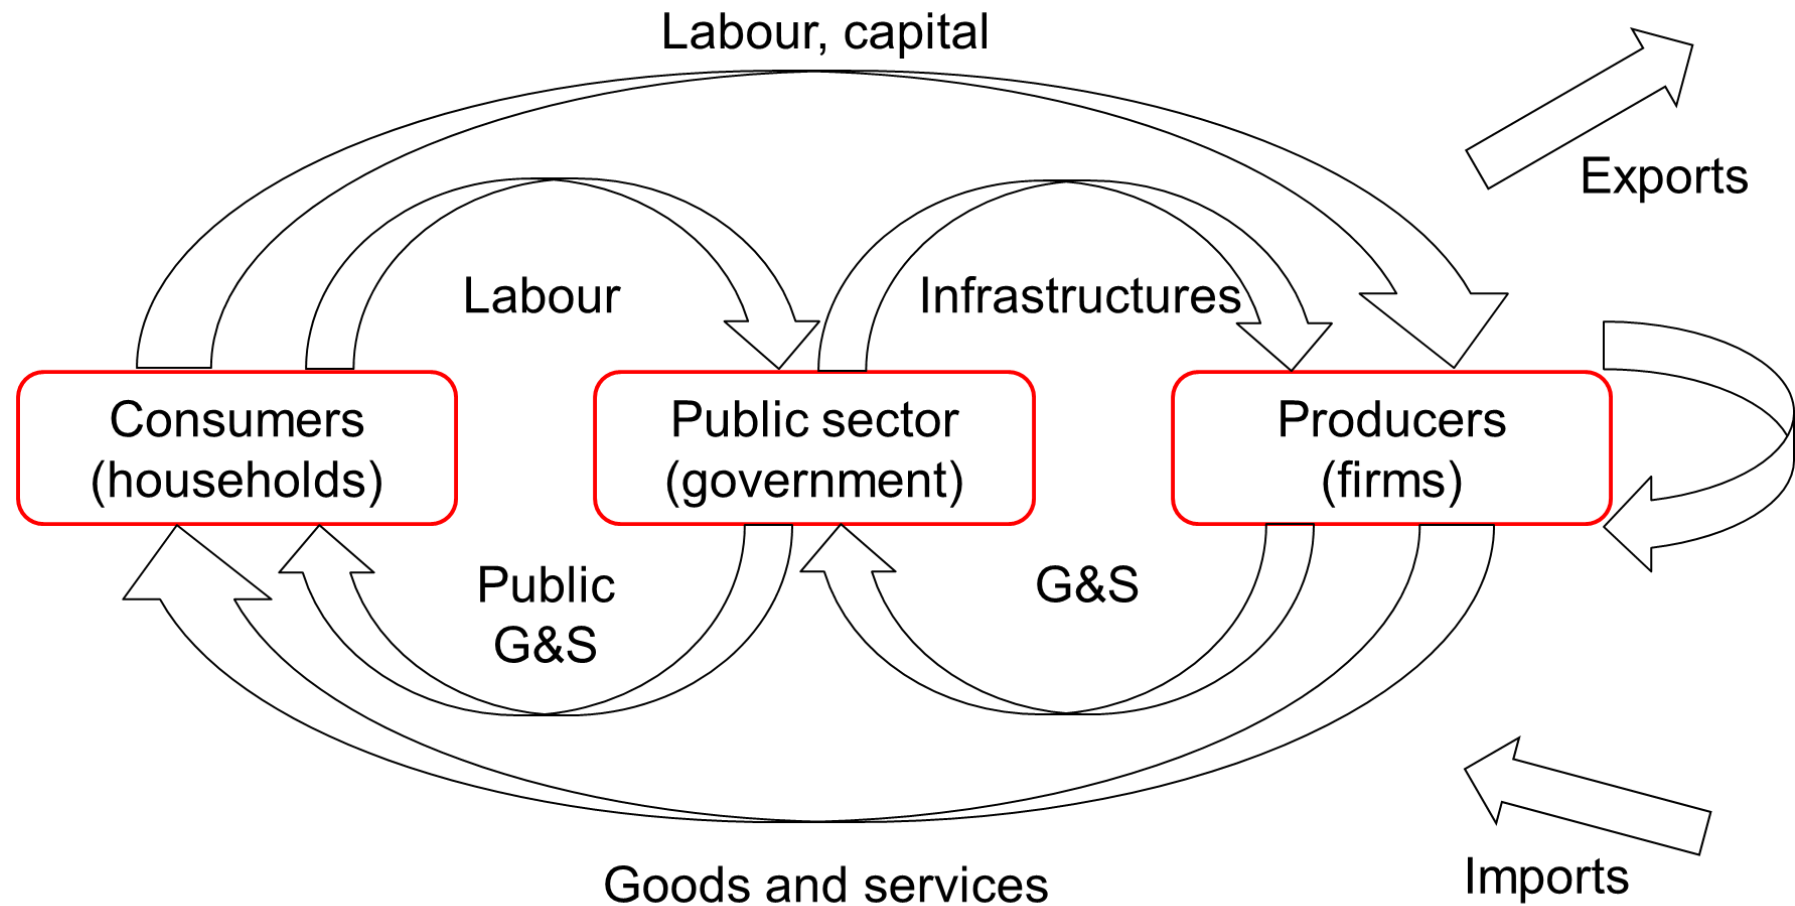 Labour, capital
Exports
Labour
Infrastructures
Consumers
(households)
Public sector
(government)
Producers
(firms)
Public
G&S
G&S
Goods and services
Imports